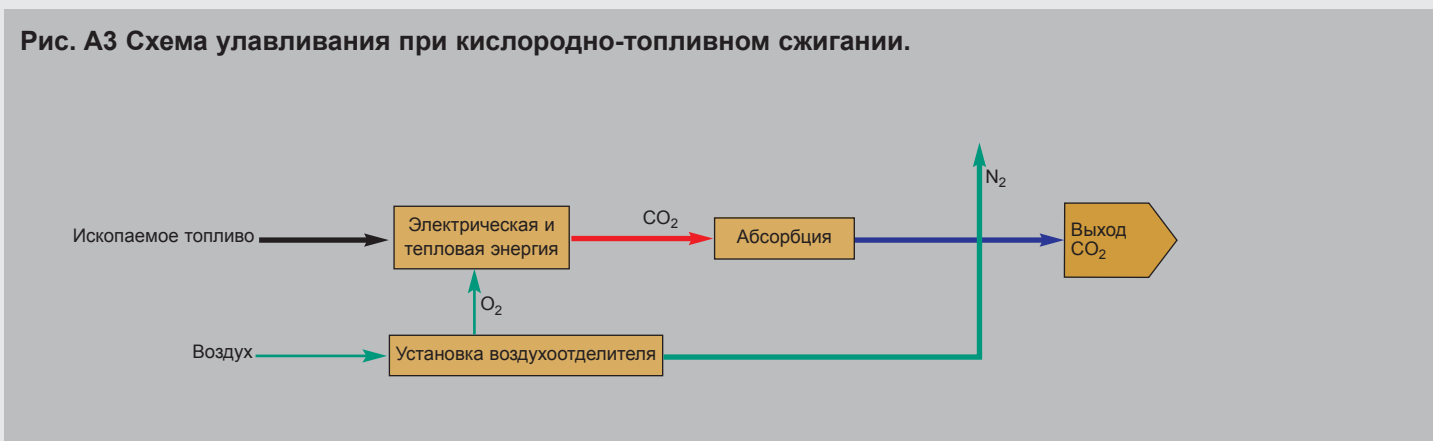 Рис. А3 Схема улавливания при кислородно-топливном сжигании.
N₂
Электрическая и
тепловая энергия
CO₂
Абсорбция
Выход
CO₂
Ископаемое топливо
O₂
Воздух
Установка воздухоотделителя